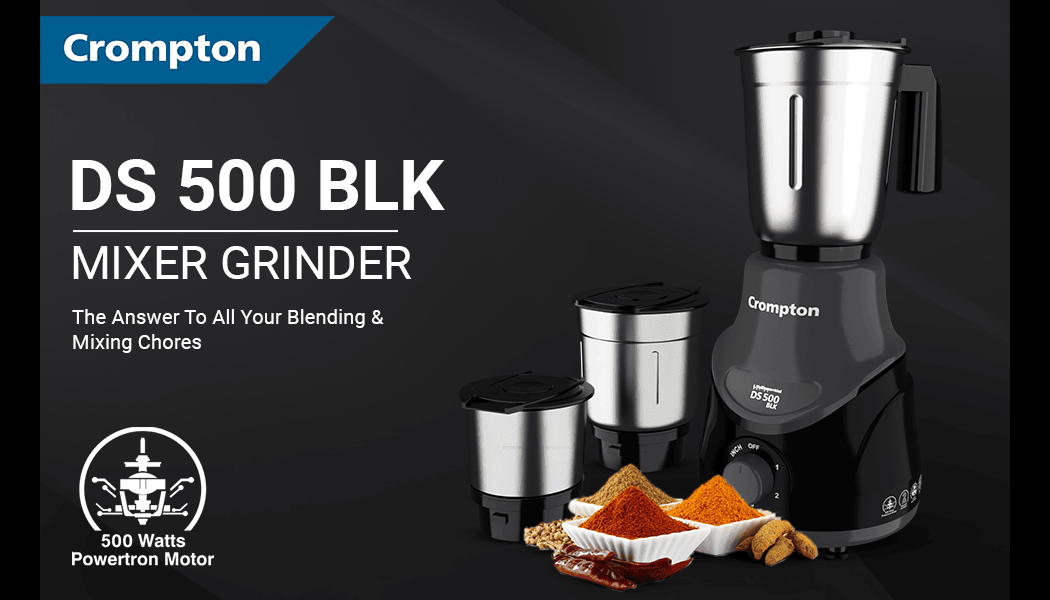 Crompton
DS 500 BLK
MIXER GRINDER
The Answer To All Your Blending &
Mixing Chores
500 Watts
Powertron Motor
Crompton
DS 500
BLK
INCH OFF
1
2